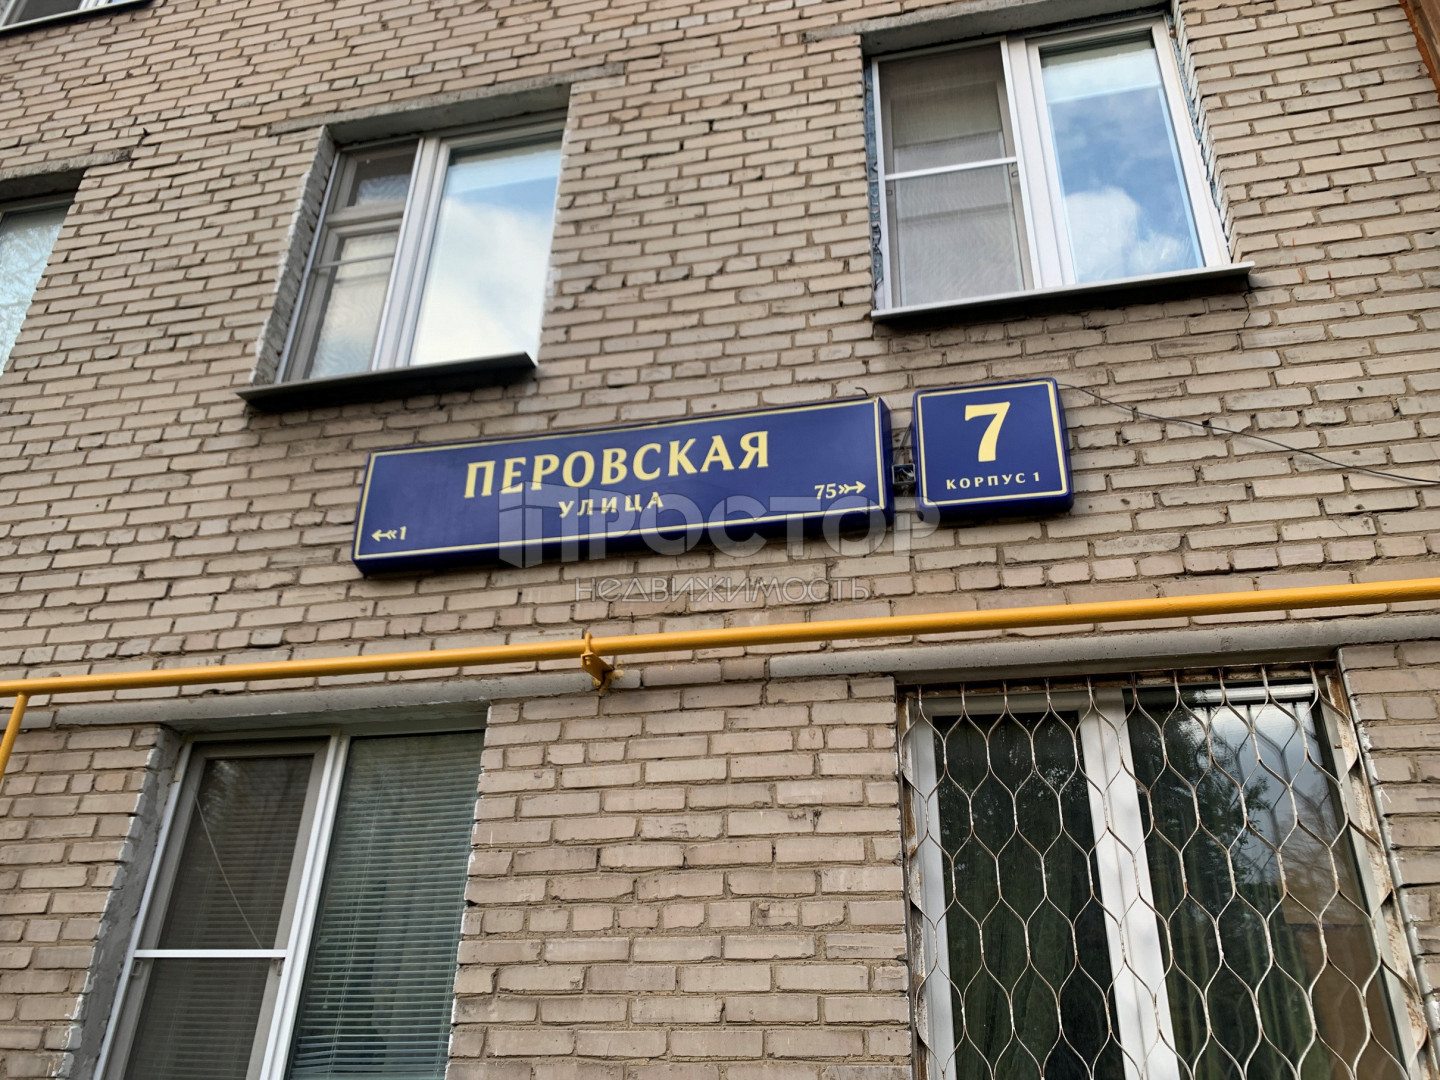 ПЕРОВСКАЯ
УЛИЦА
1
75
7
КОРПУС 1
ПРОСТОР
НЕДВИЖИМОСТЬ